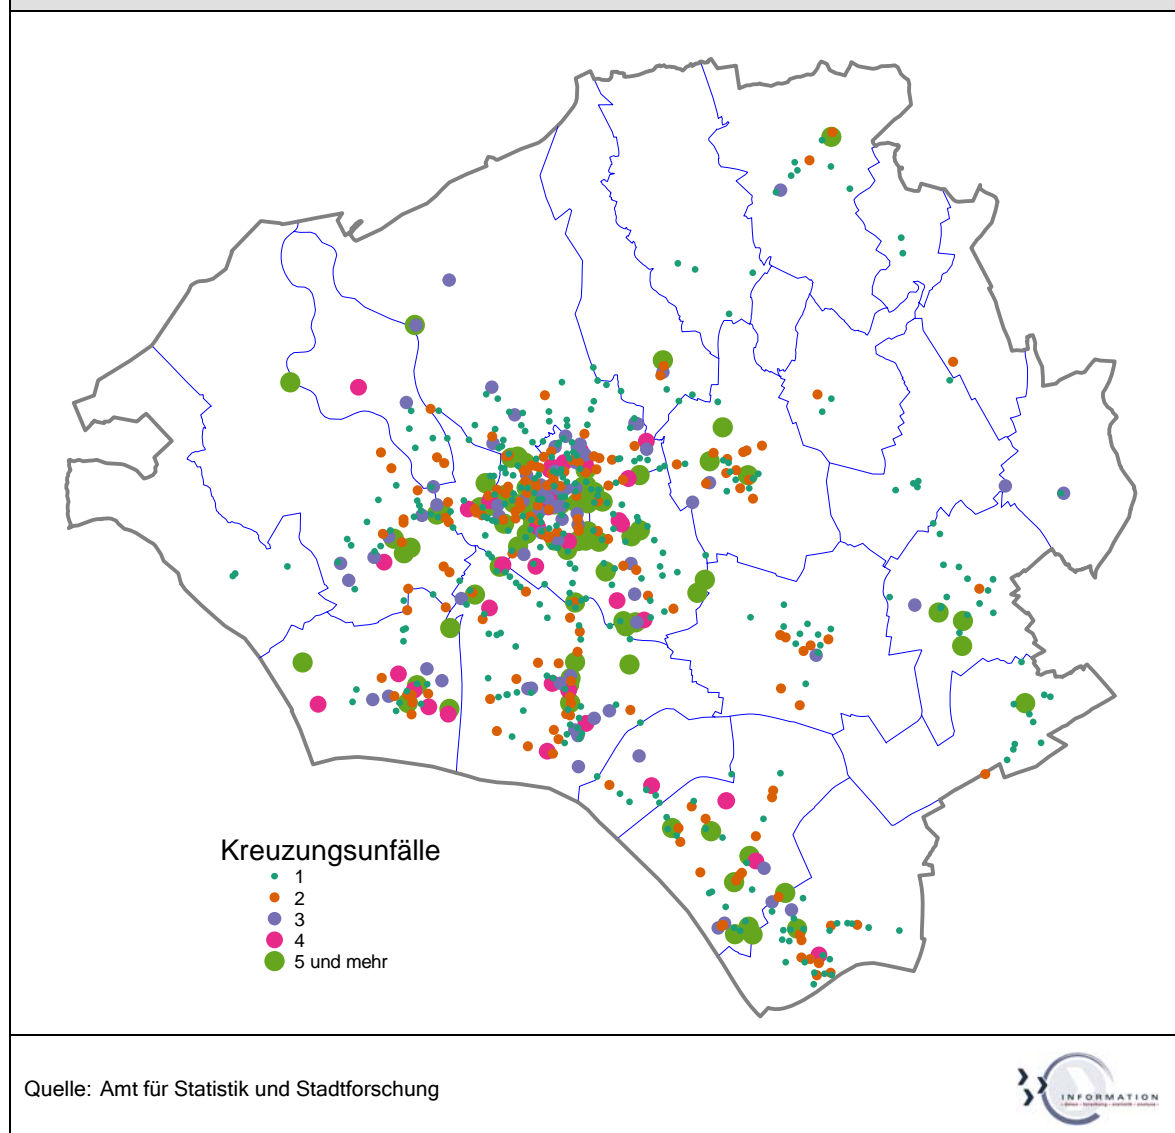 Kreuzungsunfälle
1
2
3
4
5 und mehr
Quelle: Amt für Statistik und Stadtforschung
INFORMATION